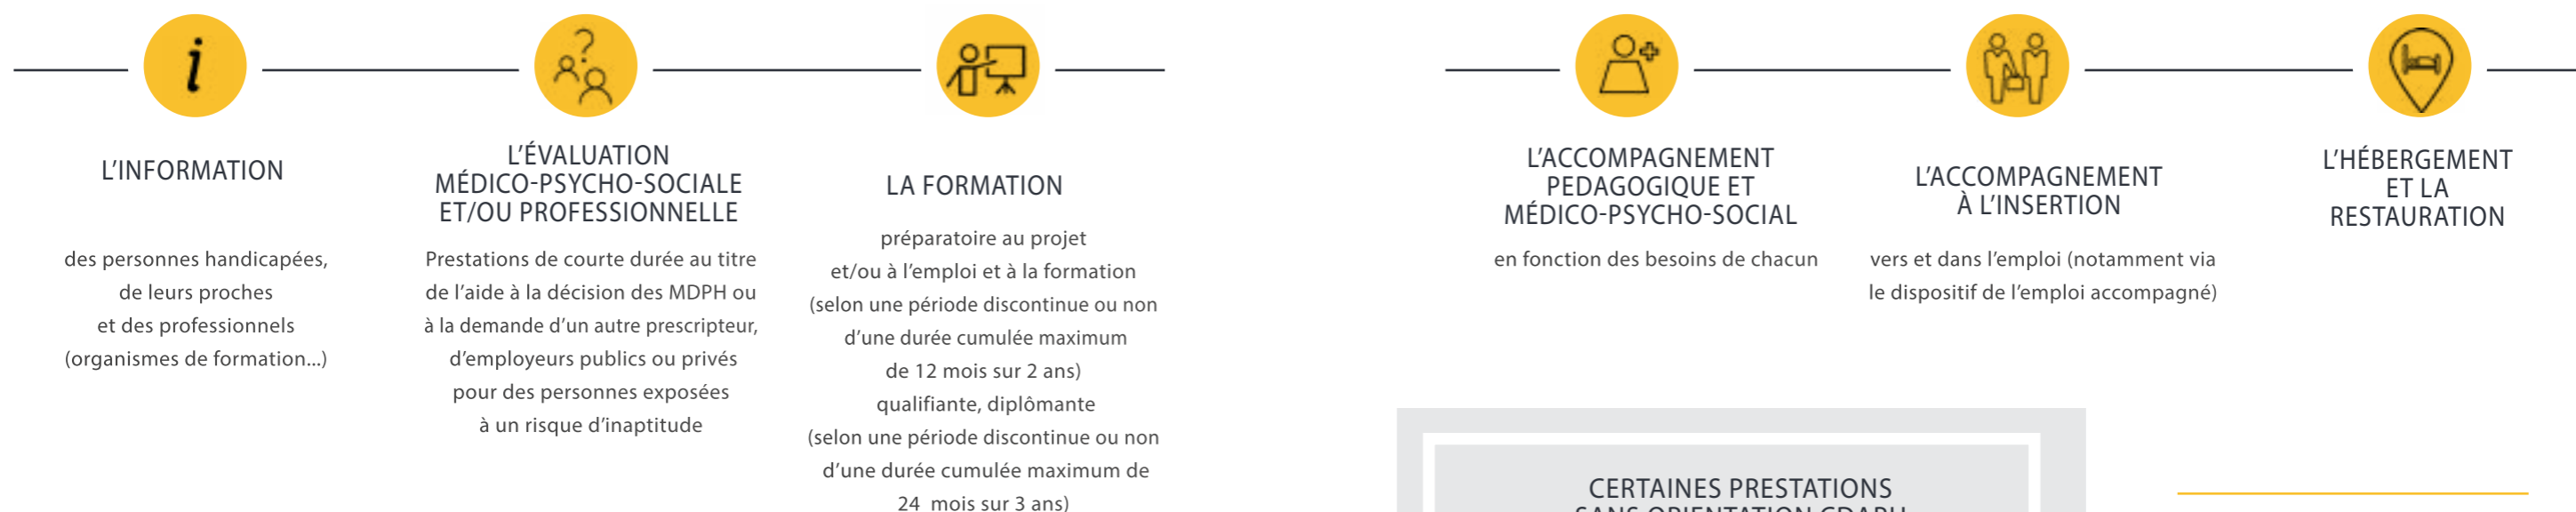 i
L'INFORMATION
des personnes handicapées,
de leurs proches
et des professionnels
(organismes de formation...)
?
L'ÉVALUATION
MÉDICO-PSYCHO-SOCIALE
ET/OU PROFESSIONNELLE
Prestations de courte durée au titre
de l'aide à la décision des MDPH ou
à la demande d'un autre prescripteur,
d'employeurs publics ou privés
pour des personnes exposées
à un risque d'inaptitude
LA FORMATION
préparatoire au projet
et/ou à l'emploi et à la formation
(selon une période discontinue ou non
d'une durée cumulée maximum
de 12 mois sur 2 ans)
qualifiante, diplômante
(selon une période discontinue ou non
d'une durée cumulée maximum de
24 mois sur 3 ans)
L'ACCOMPAGNEMENT
PEDAGOGIQUE ET
MÉDICO-PSYCHO-SOCIAL
en fonction des besoins de chacun
L'ACCOMPAGNEMENT
À L'INSERTION
vers et dans l'emploi (notamment via
le dispositif de l'emploi accompagné)
L'HÉBERGEMENT
ET LA
RESTAURATION
CERTAINES PRESTATIONS
SANS ORIENTATION CDAPH